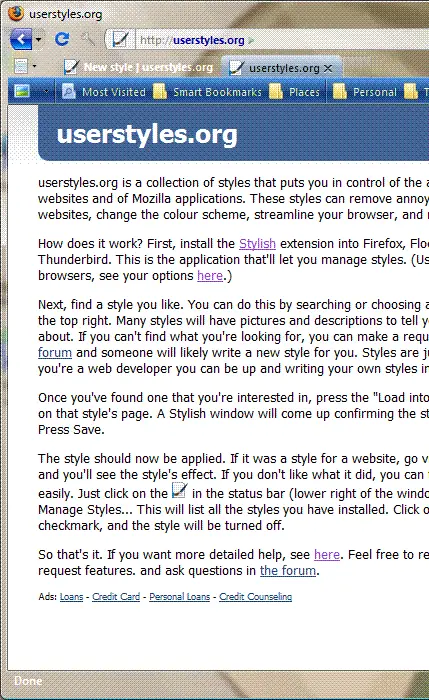 userstyles.org
http://userstyles.org
New style | userstyles.org
userstyles.org
Most Visited Smart Bookmarks Places Personal
userstyles.org
userstyles.org is a collection of styles that puts you in control of the
websites and of Mozilla applications. These styles can remove
websites, change the colour scheme, streamline your browser, and
How does it work? First, install the Stylish extension into Firefox,
Thunderbird. This is the application that'll let you manage styles.
browsers, see your options here.)
Next, find a style you like. You can do this by searching or choosing a
the top right. Many styles will have pictures and descriptions to tell
about. If you can't find what you're looking for, you can make a
forum and someone will likely write a new style for you. Styles are
you're a web developer you can be up and writing your own styles
Once you've found one that you're interested in, press the "Load into
on that style's page. A Stylish window will come up confirming the
Press Save.
The style should now be applied. If it was a style for a website, go
and you'll see the style's effect. If you don't like what it did, you can
easily. Just click on the in the status bar (lower right of the
Manage Styles... This will list all the styles you have installed. Click
checkmark, and the style will be turned off.
So that's it. If you want more detailed help, see here. Feel free to
request features. and ask questions in the forum.
Ads: Loans - Credit Card - Personal Loans - Credit Counseling
Done